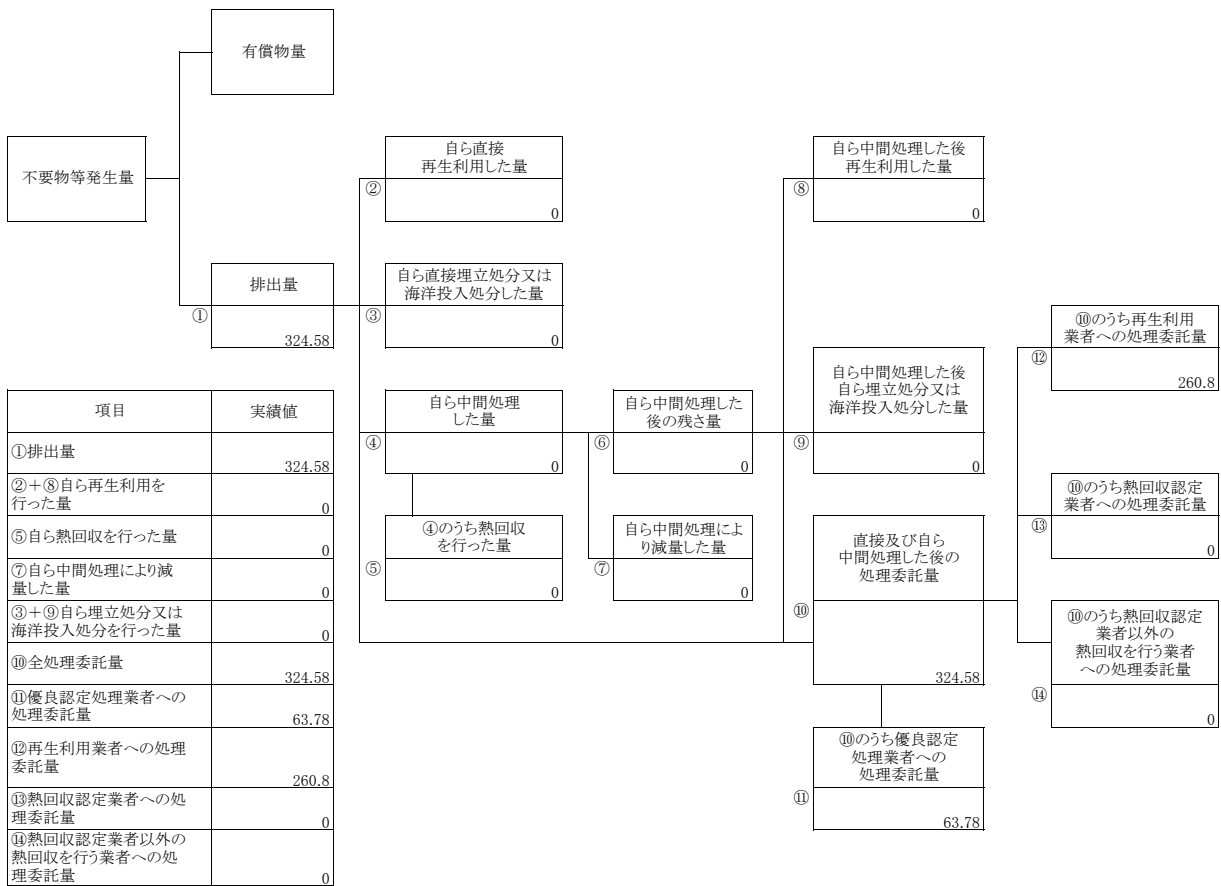 有償物量
不要物等発生量
自ら直接
再生利用した量
②
0
自ら中間処理した後
再生利用した量
⑧
0
排出量
①
324.58
自ら直接埋立処分又は
海洋投入処分した量
③
0
⑩のうち再生利用
業者への処理委託量
⑫
260.8
自ら中間処理した後
自ら埋立処分又は
海洋投入処分した量
⑨
0
自ら中間処理
した量
④
0
自ら中間処理した
後の残さ量
⑥
0
⑩のうち熱回収認定
業者への処理委託量
⑬
0
④のうち熱回収
を行った量
⑤
0
自ら中間処理によ
り減量した量
⑦
0
直接及び自ら
中間処理した後の
処理委託量
⑩
324.58
⑩のうち熱回収認定
業者以外の
熱回収を行う業者
への処理委託量
⑭
0
⑩のうち優良認定
処理業者への
処理委託量
⑪
63.78
項目 実績値
①排出量
324.58
②+⑧自ら再生利用を
行った量
0
⑤自ら熱回収を行った量
0
⑦自ら中間処理により減
量した量
0
③+⑨自ら埋立処分又は
海洋投入処分を行った量
0
⑩全処理委託量
324.58
⑪優良認定処理業者への
処理委託量
63.78
⑫再生利用業者への処理
委託量
260.8
⑬熱回収認定業者への処
理委託量
0
⑭熱回収認定業者以外の
熱回収を行う業者への処
理委託量
0